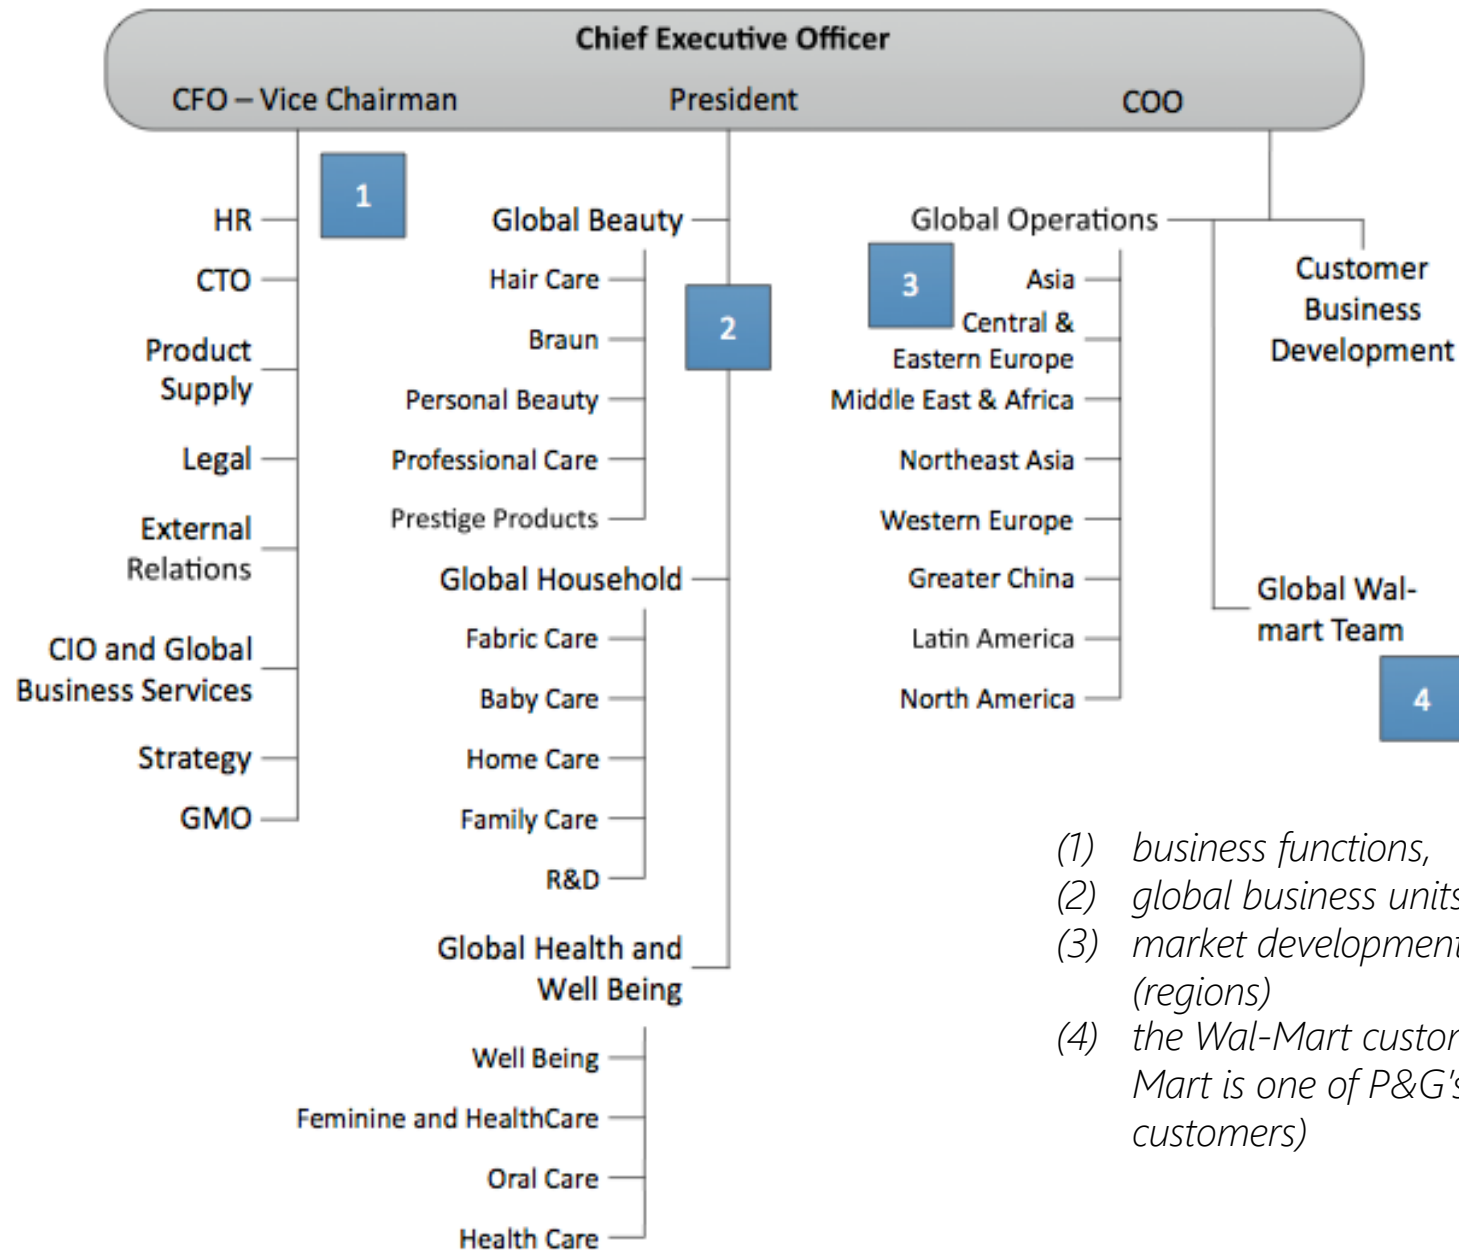 Chief Executive Officer
CFO – Vice Chairman
President
COO
1
HR
CTO
Product
Supply
Legal
External
Relations
CIO and Global
Business Services
Strategy
GMO
Global Beauty
Hair Care
Braun
2
Personal Beauty
Professional Care
Prestige Products
Global Household
Fabric Care
Baby Care
Home Care
Family Care
R&D
Global Health and
Well Being
Well Being
Feminine and HealthCare
Oral Care
Health Care
Global Operations
3
Asia
Central &
Eastern Europe
Middle East & Africa
Northeast Asia
Western Europe
Greater China
Latin America
North America
Customer
Business
Development
Global Wal-
mart Team
4
(1) business functions,
(2) global business units
(3) market development
(regions)
(4) the Wal-Mart
Mart is one of P&G's
customers)